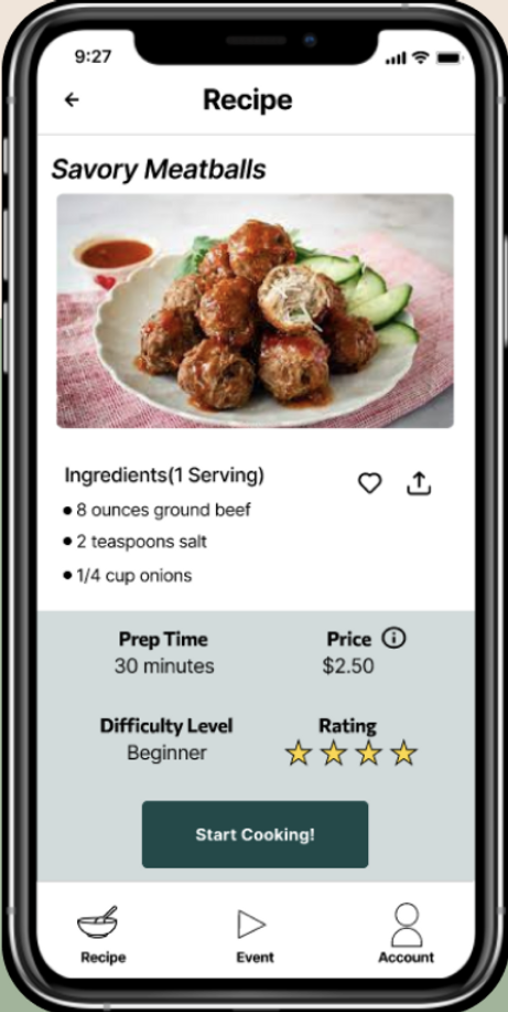 9:27
Recipe
Savory Meatballs
Ingredients(1 Serving)
• 8 ounces ground beef
• 2 teaspoons salt
• 1/4 cup onions
Prep Time
30 minutes
Price
$2.50
Difficulty Level
Beginner
Rating
Start Cooking!
Recipe
Event
Account